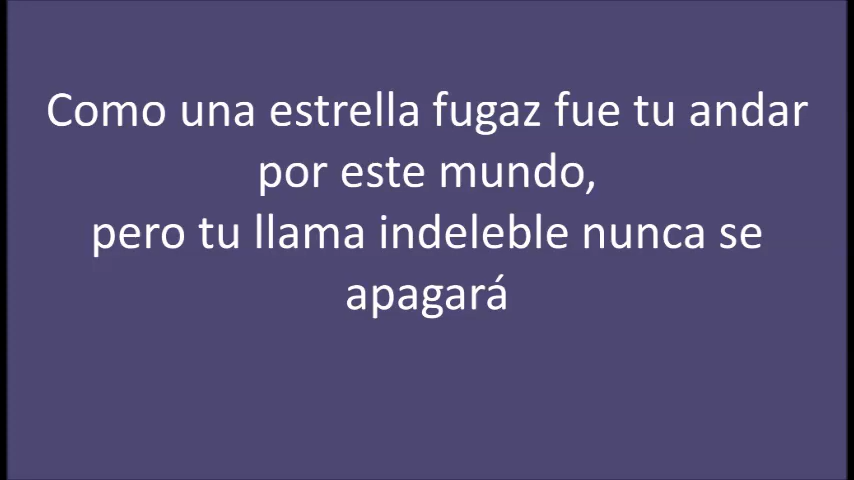 Como una estrella fugaz fue tu andar
por este mundo,
pero tu llama indeleble nunca se
apagará